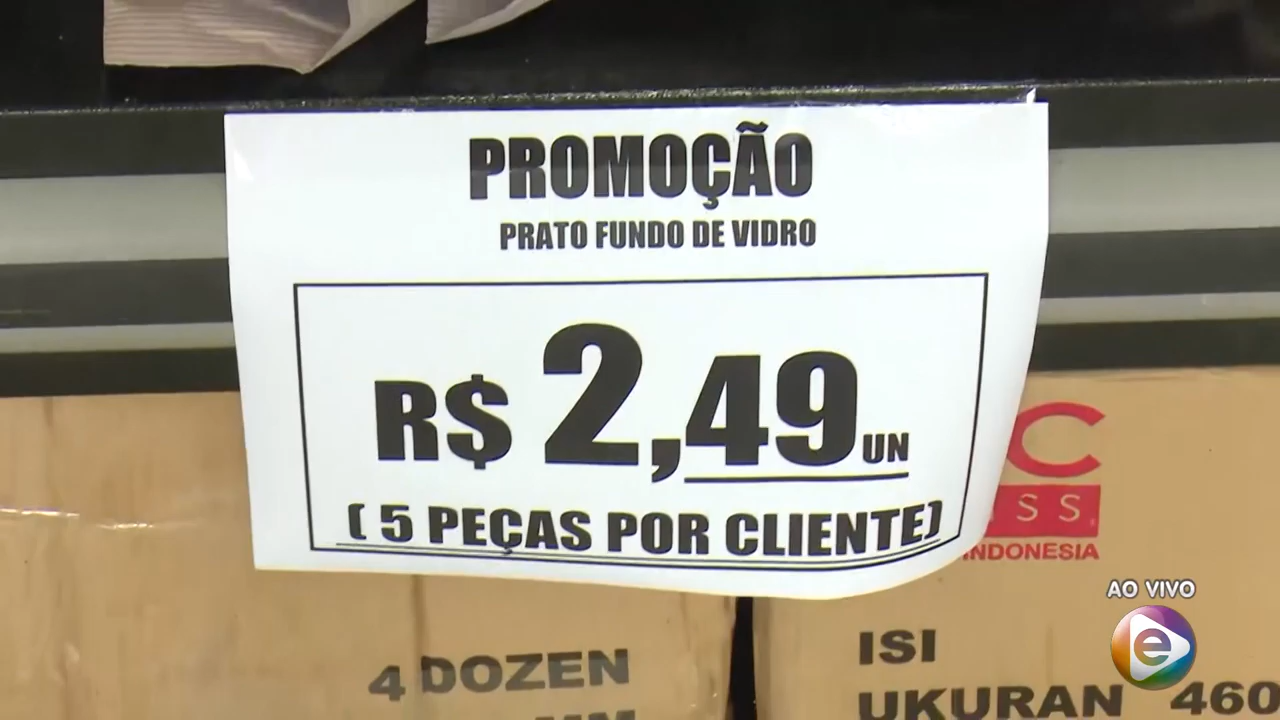 PROMOÇÃO
PRATO FUNDO DE VIDRO
R$ 2,49 UN
( 5 PEÇAS POR CLIENTE)
C
SS
INDONESIA
AO VIVO
e
4 DOZEN
ISI
UKURAN 460